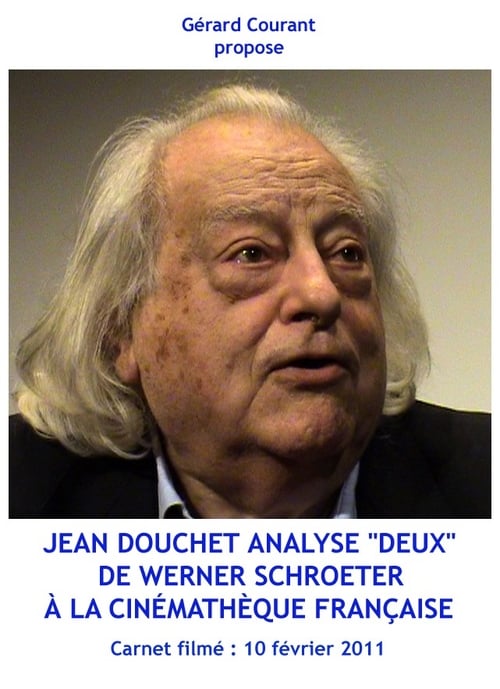 Gérard Courant
propose
JEAN DOUCHET ANALYSE "DEUX"
DE WERNER SCHROETER
À LA CINÉMATHÈQUE FRANÇAISE
Carnet filmé : 10 février 2011